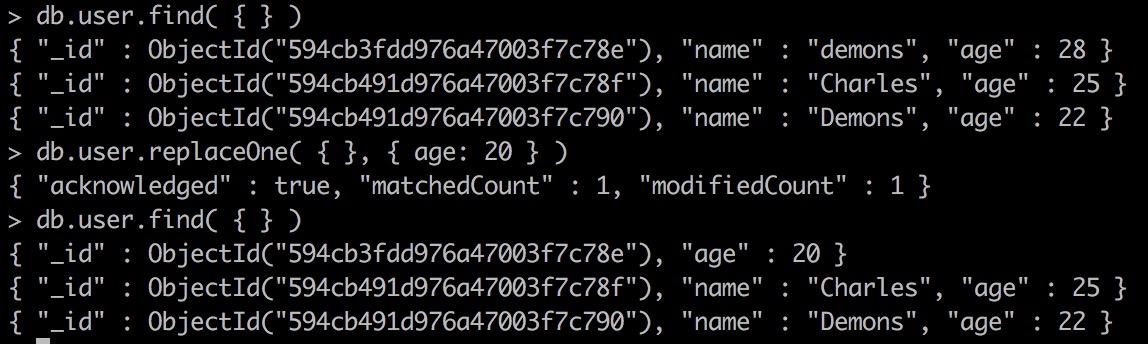 > db.user.find( { } )
{ "_id" : ObjectId("594cb3fdd976a47003f7c78e"), "name" : "demons", "age" : 28 }
{ "_id" : ObjectId("594cb491d976a47003f7c78f"), "name" : "Charles", "age" : 25 }
{ "_id" : ObjectId("594cb491d976a47003f7c790"), "name" : "Demons", "age" : 22 }
> db.user.replaceOne( { }, { age: 20 } )
{ "acknowledged" : true, "matchedCount" : 1, "modifiedCount" : 1 }
> db.user.find( { } )
{ "_id" : ObjectId("594cb3fdd976a47003f7c78e"), "age" : 20 }
{ "_id" : ObjectId("594cb491d976a47003f7c78f"), "name" : "Charles", "age" : 25 }
{ "_id" : ObjectId("594cb491d976a47003f7c790"), "name" : "Demons", "age" : 22 }